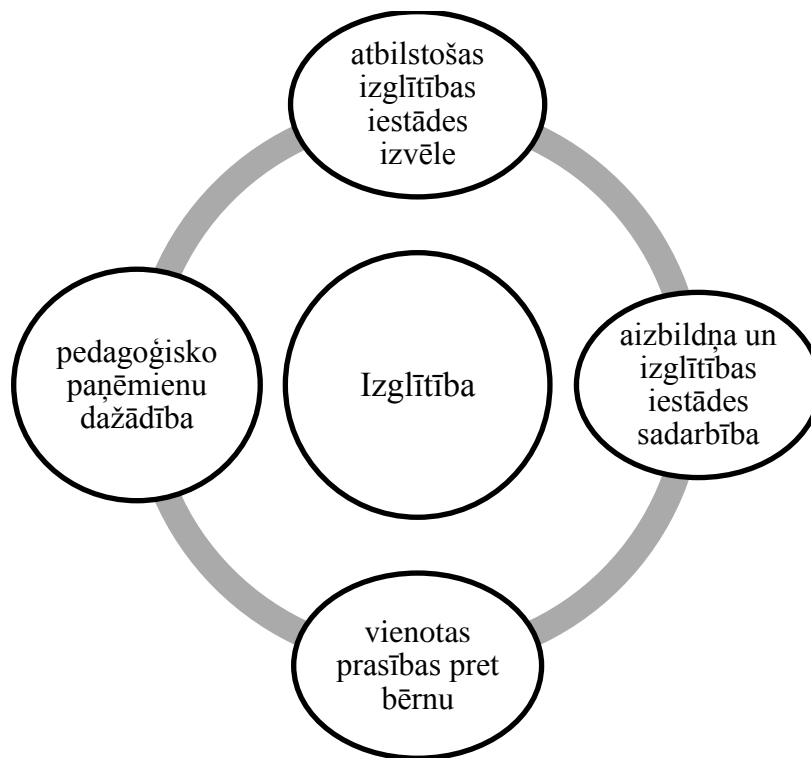 atbilstošas
izglītības
iestādes
izvēle
pedagoģisko
paņēmienu
dažādība
Izglītība
aizbildņa un
izglītības
iestādes
sadarbība
vienotas
prasības pret
bērnu